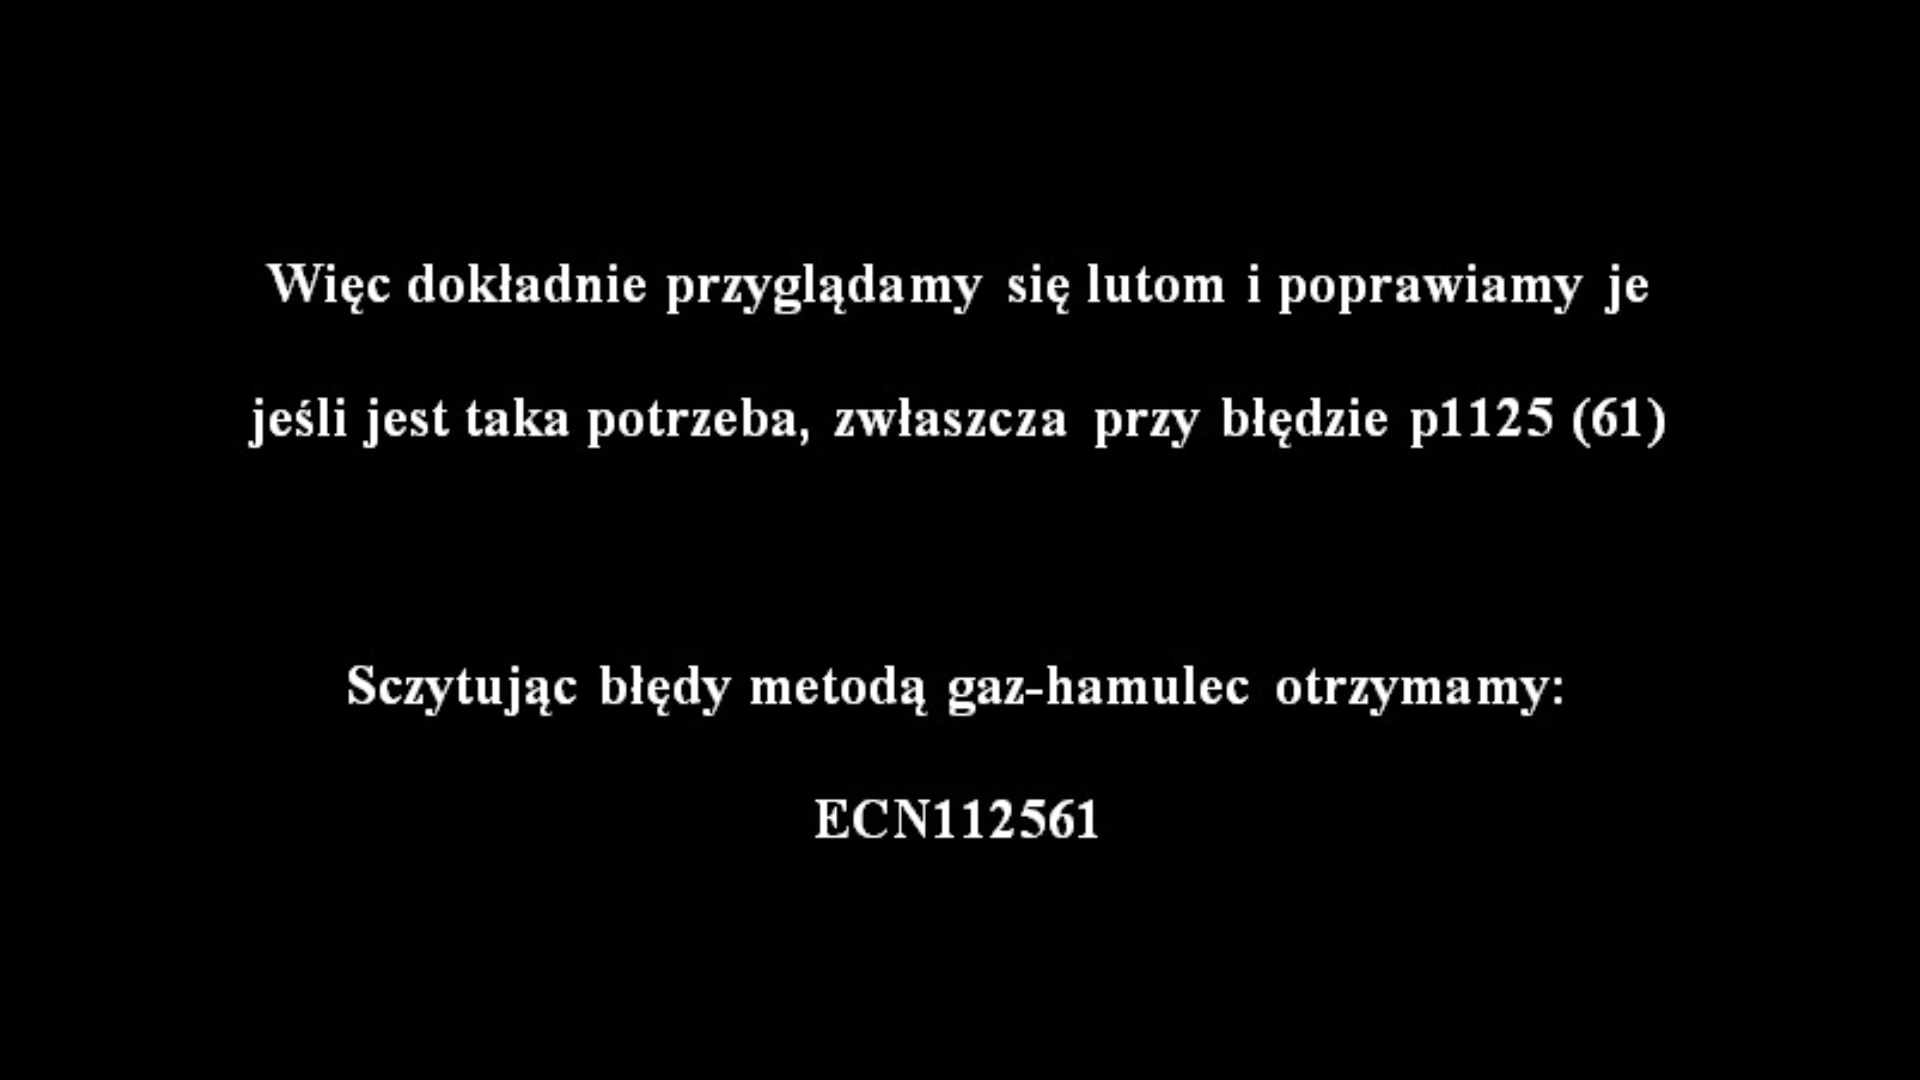 Więc dokładnie przyglądamy się lutom i poprawiamy je
jeśli jest taka potrzeba, zwłaszcza przy błędzie p1125 (61)
Sczytując błędy metodą gaz-hamulec otrzymamy:
ECN112561